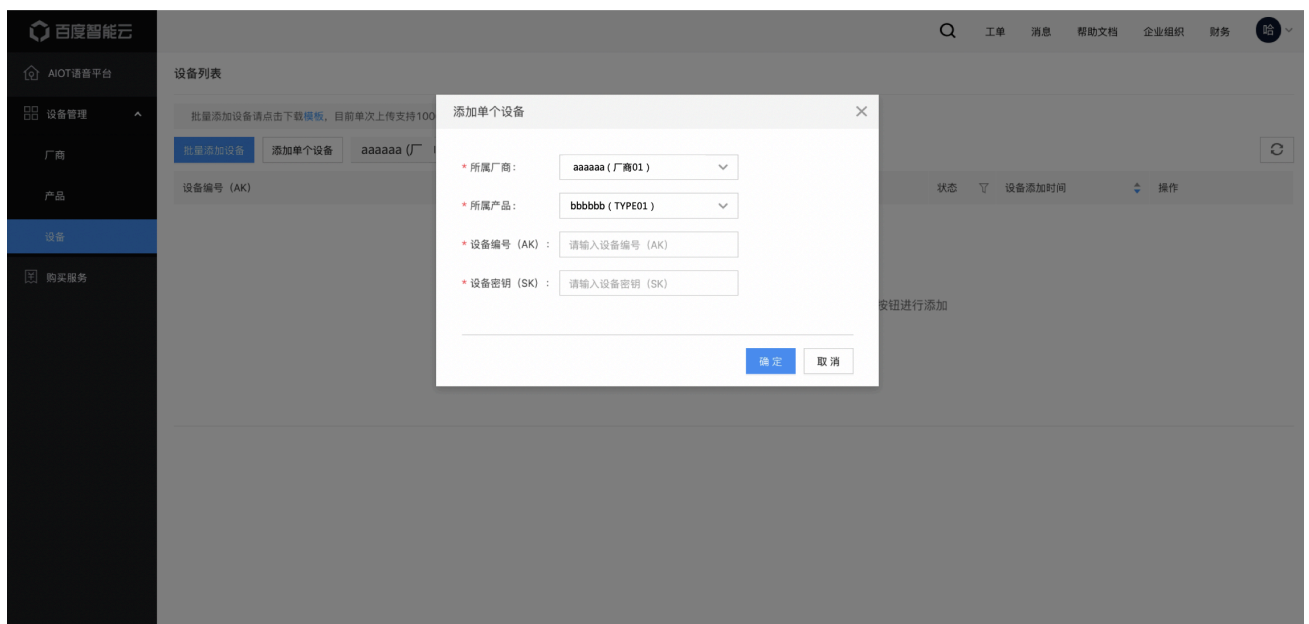 百度智能云
工单 消息 帮助文档 企业组织 财务 哈
AIOT语音平台
设备管理
厂商
产品
设备
购买服务
设备列表
批量添加设备请点击下载模板，目前单次上传支持100
批量添加设备 添加单个设备 aaaaaa (厂
设备编号（AK） 状态 设备添加时间 操作
按钮进行添加
添加单个设备
* 所属厂商： aaaaaa ( 厂商01 )
* 所属产品： bbbbbb ( TYPE01 )
* 设备编号（AK）： 请输入设备编号（AK）
* 设备密钥（SK）： 请输入设备密钥（SK）
确定 取消